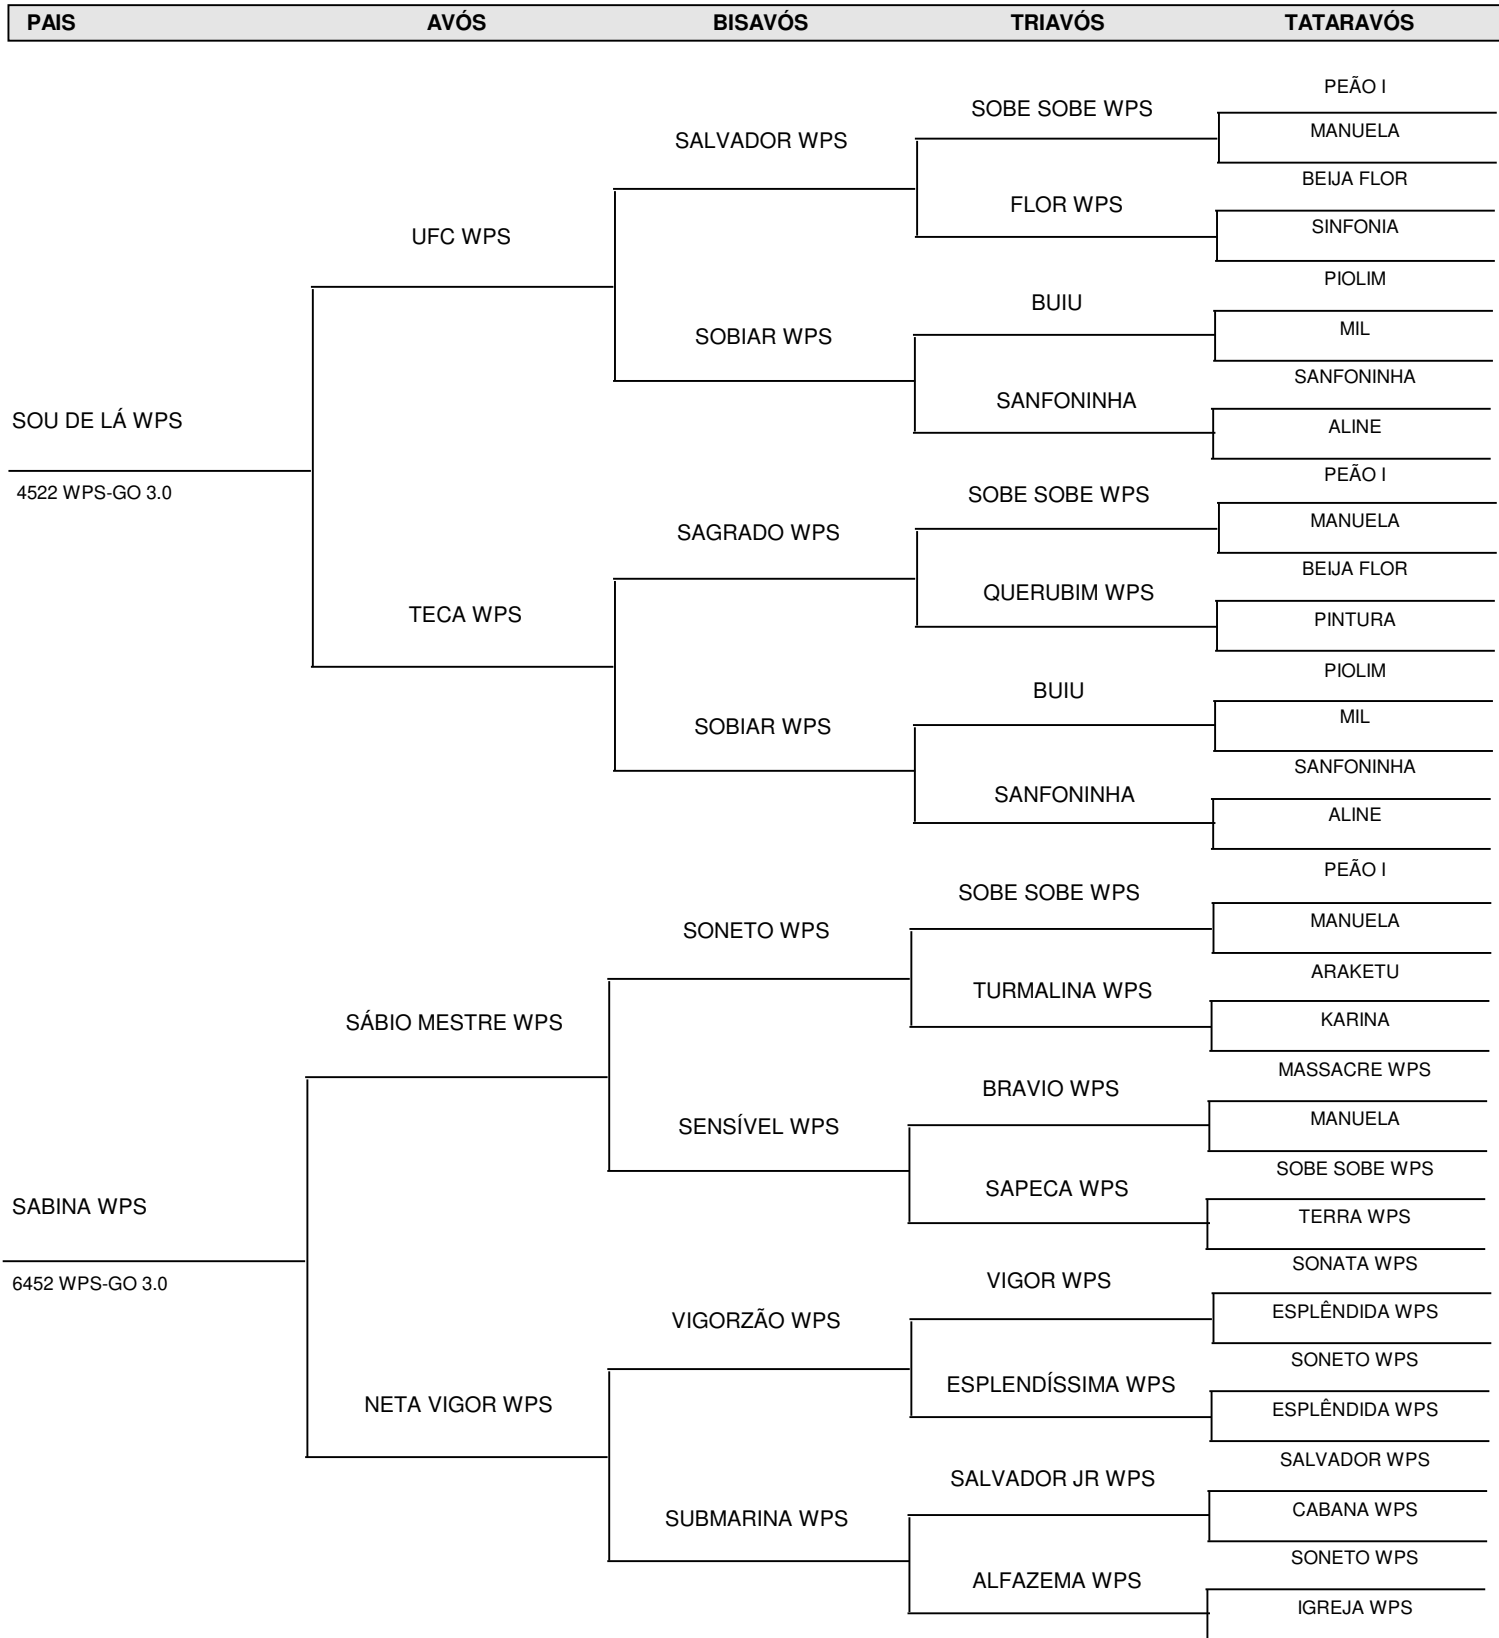 PAIS AVÓS BISAVÓS TRIAVÓS TATARAVÓS
PEÃO I
SOBE SOBE WPS
MANUELA
SALVADOR WPS
BEIJA FLOR
FLOR WPS
SINFONIA
UFC WPS
PIOLIM
BUIU
MIL
SOBIAR WPS
SANFONINHA
SANFONINHA
SOU DE LÁ WPS
ALINE
PEÃO I
4522 WPS-GO 3.0
SOBE SOBE WPS
MANUELA
SAGRADO WPS
BEIJA FLOR
QUERUBIM WPS
TECA WPS
PINTURA
PIOLIM
BUIU
MIL
SOBIAR WPS
SANFONINHA
SANFONINHA
ALINE
PEÃO I
SOBE SOBE WPS
MANUELA
SONETO WPS
ARAKETU
TURMALINA WPS
KARINA
SÁBIO MESTRE WPS
MASSACRE WPS
BRAVIO WPS
MANUELA
SENSÍVEL WPS
SOBE SOBE WPS
SAPECA WPS
SABINA WPS
TERRA WPS
SONATA WPS
VIGOR WPS
6452 WPS-GO 3.0
ESPLÊNDIDA WPS
VIGORZÃO WPS
SONETO WPS
ESPLENDÍSSIMA WPS
NETA VIGOR WPS
ESPLÊNDIDA WPS
SALVADOR WPS
SALVADOR JR WPS
CABANA WPS
SUBMARINA WPS
SONETO WPS
ALFAZEMA WPS
IGREJA WPS